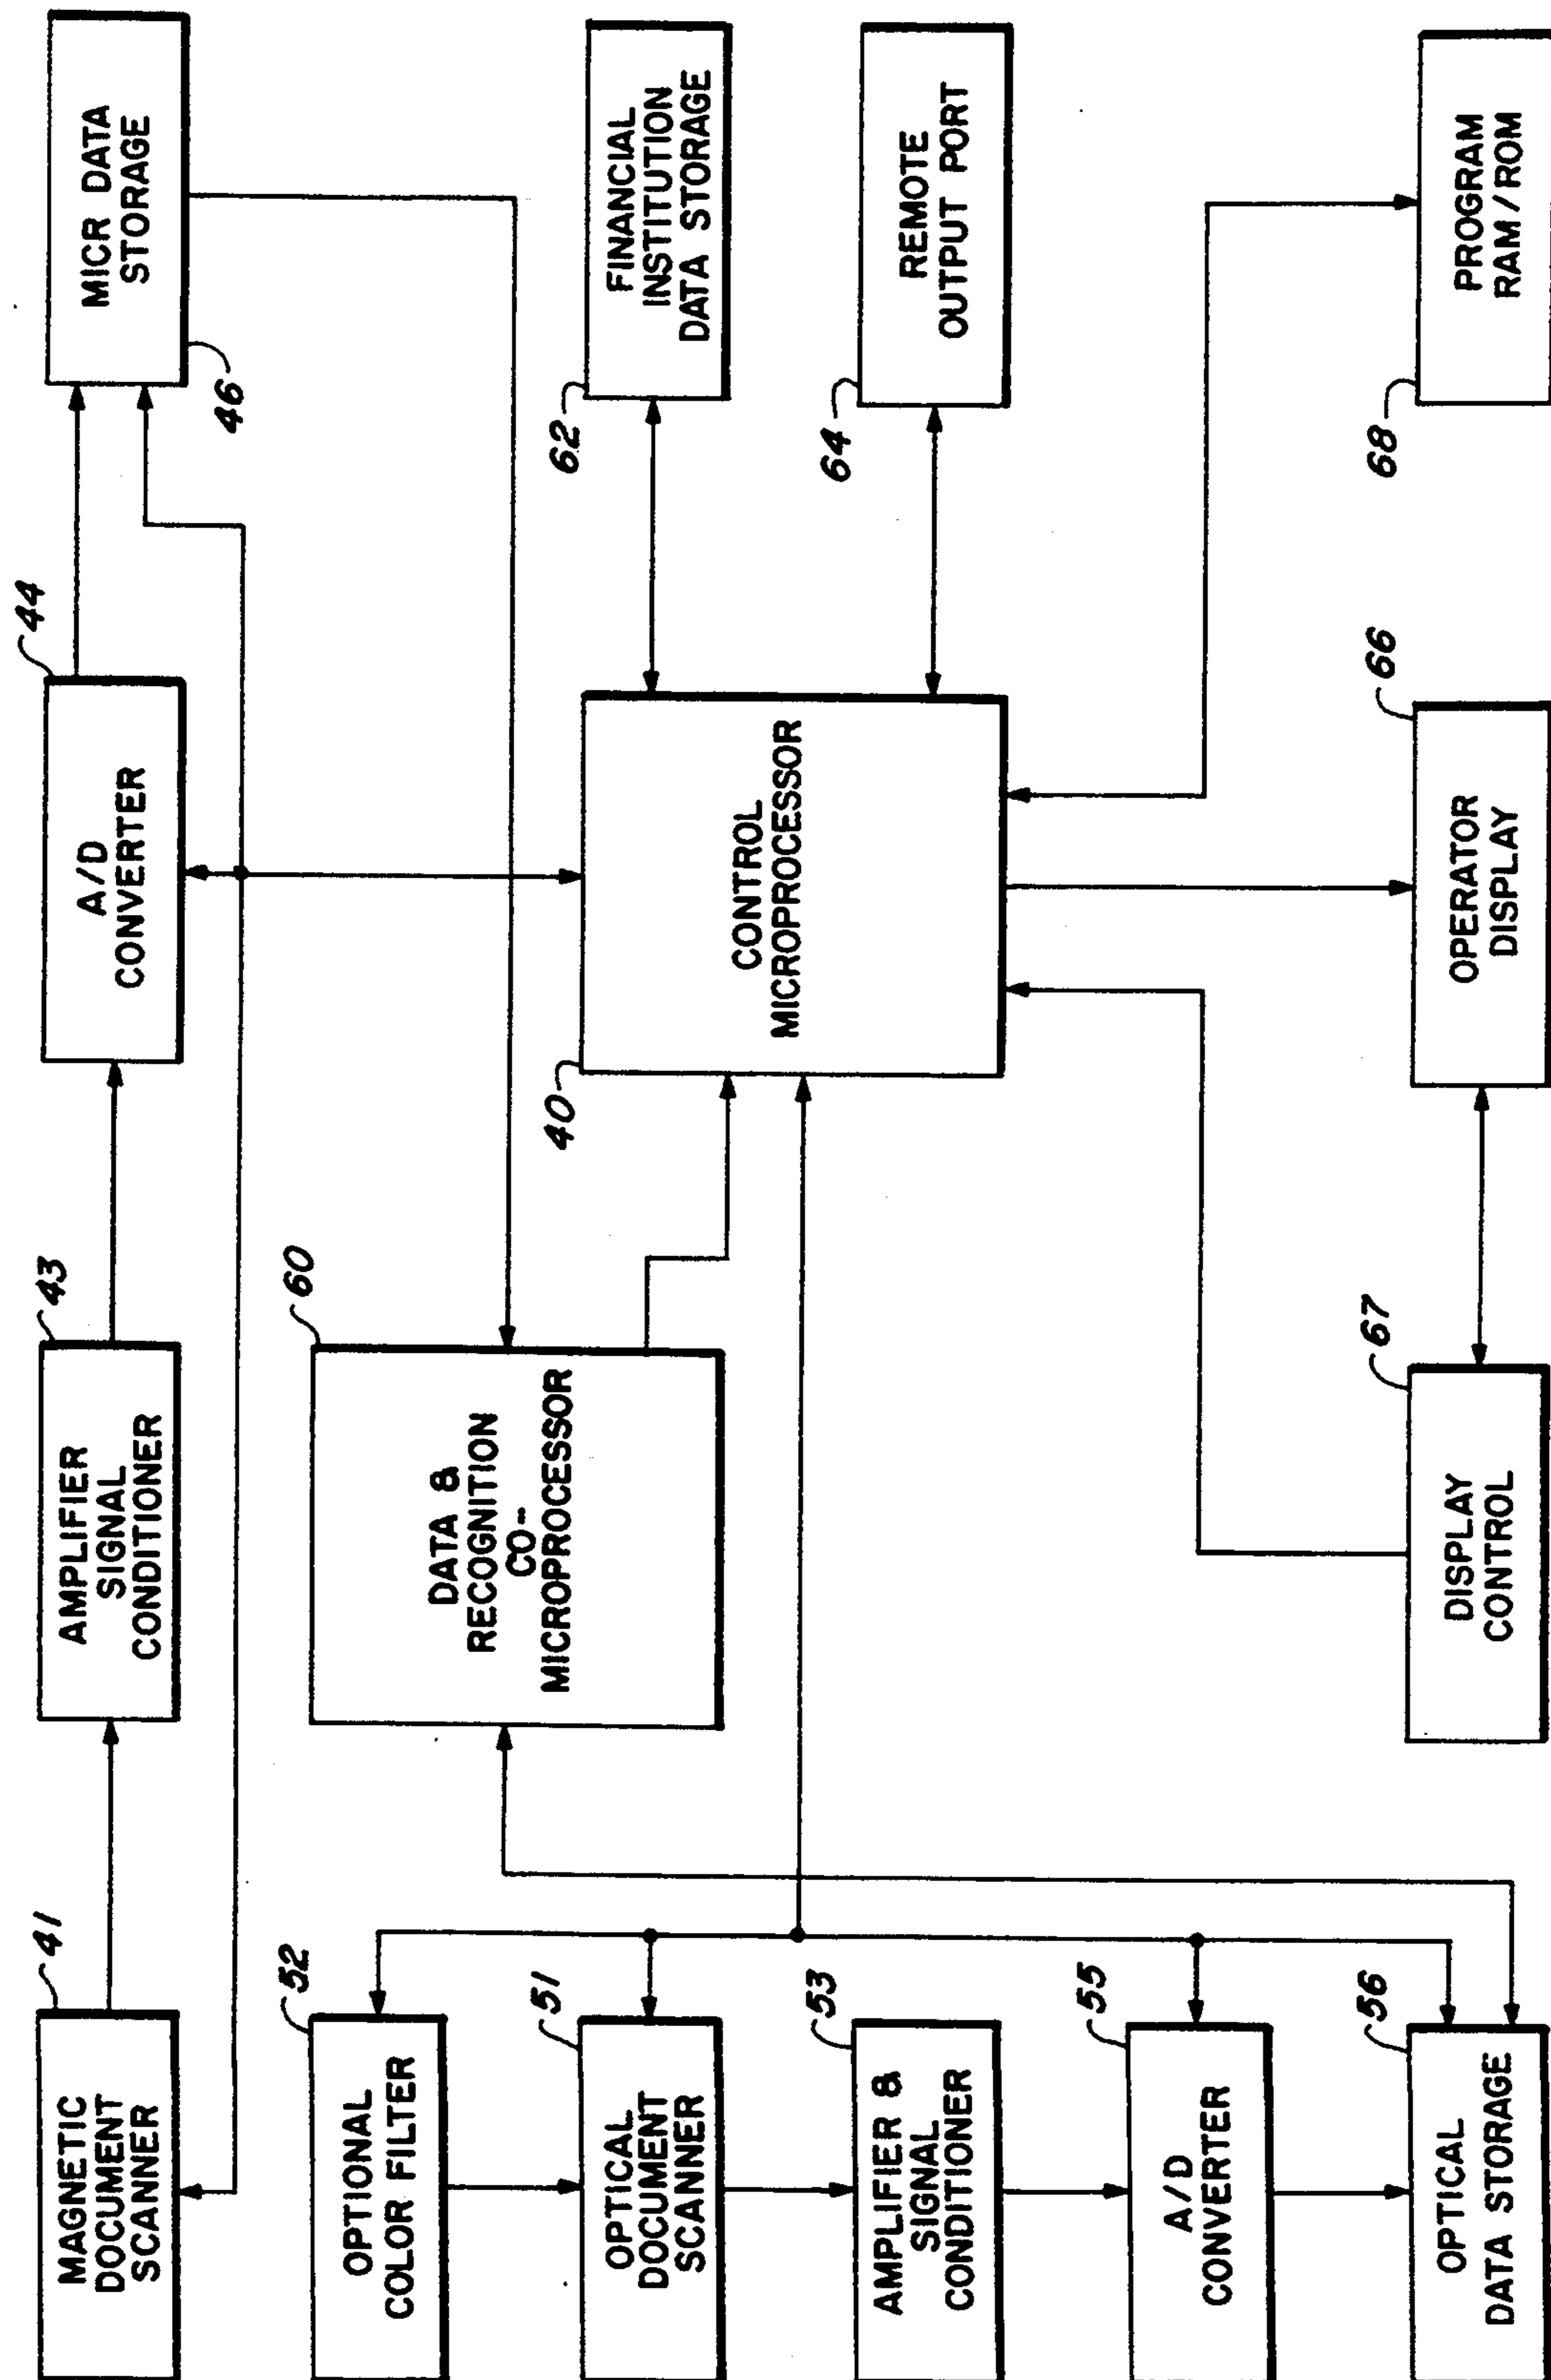 41
MAGNETIC
DOCUMENT
SCANNER
43
AMPLIFIER
SIGNAL
CONDITIONER
44
A/D
CONVERTER
46
MICR DATA
STORAGE
52
OPTIONAL
COLOR FILTER
51
OPTICAL
DOCUMENT
SCANNER
53
AMPLIFIER &
SIGNAL
CONDITIONER
55
A/D
CONVERTER
56
OPTICAL
DATA STORAGE
60
DATA &
RECOGNITION
CO-
MICROPROCESSOR
40
CONTROL
MICROPROCESSOR
62
FINANCIAL
INSTITUTION
DATA STORAGE
64
REMOTE
OUTPUT PORT
67
DISPLAY
CONTROL
66
OPERATOR
DISPLAY
68
PROGRAM
RAM/ROM